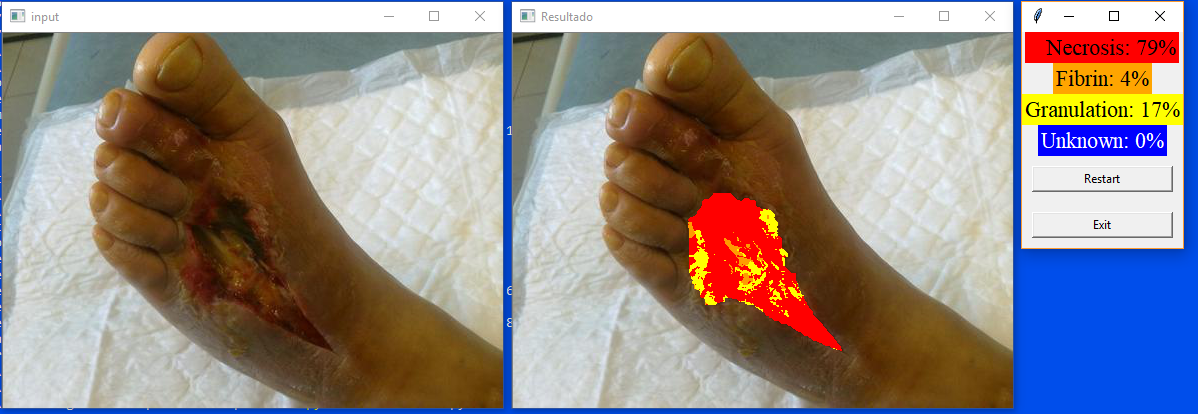 input
Resultado
Necrosis: 79%
Fibrin: 4%
Granulation: 17%
Unknown: 0%
Restart
Exit